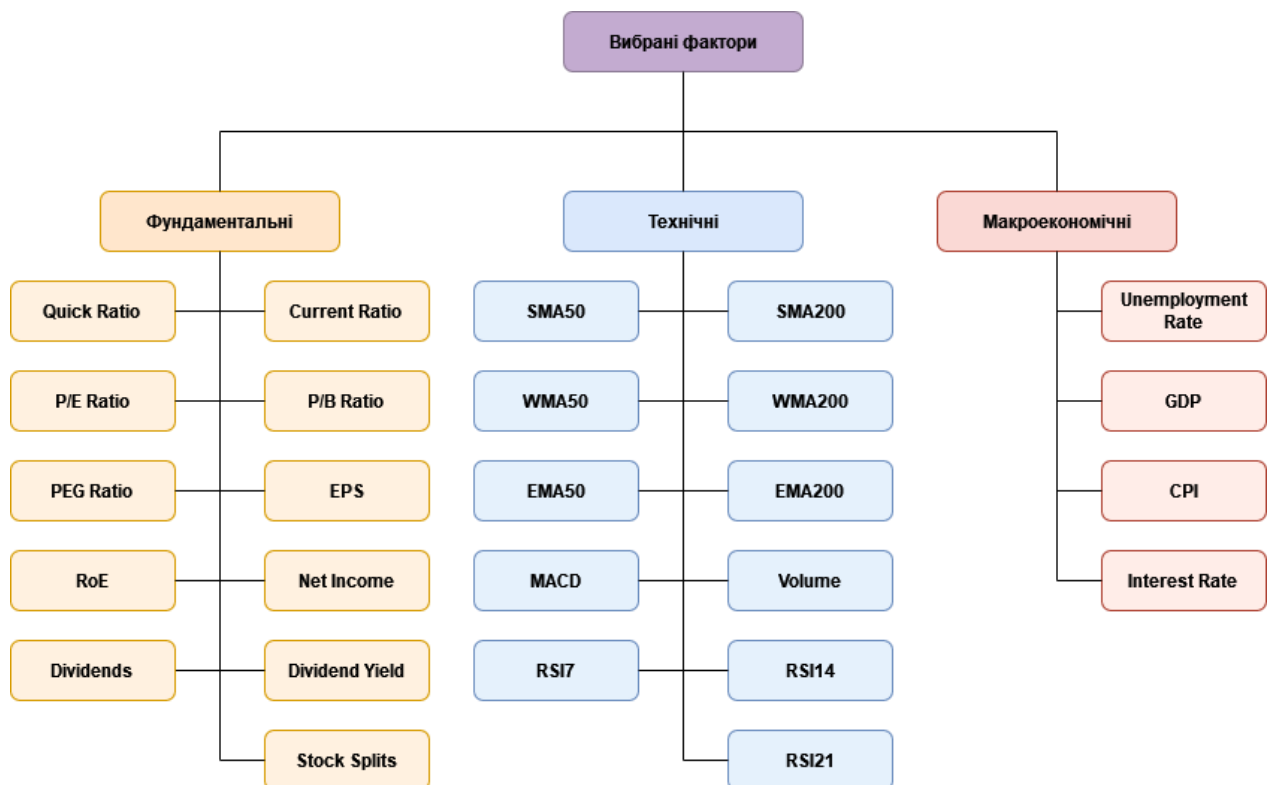 Вибрані фактори
Фундаментальні
Технічні
Макроекономічні
Quick Ratio
Current Ratio
SMA50
SMA200
Unemployment
Rate
P/E Ratio
P/B Ratio
WMA50
WMA200
GDP
PEG Ratio
EPS
EMA50
EMA200
CPI
RoE
Net Income
MACD
Volume
Interest Rate
Dividends
Dividend Yield
RSI7
RSI14
Stock Splits
RSI21